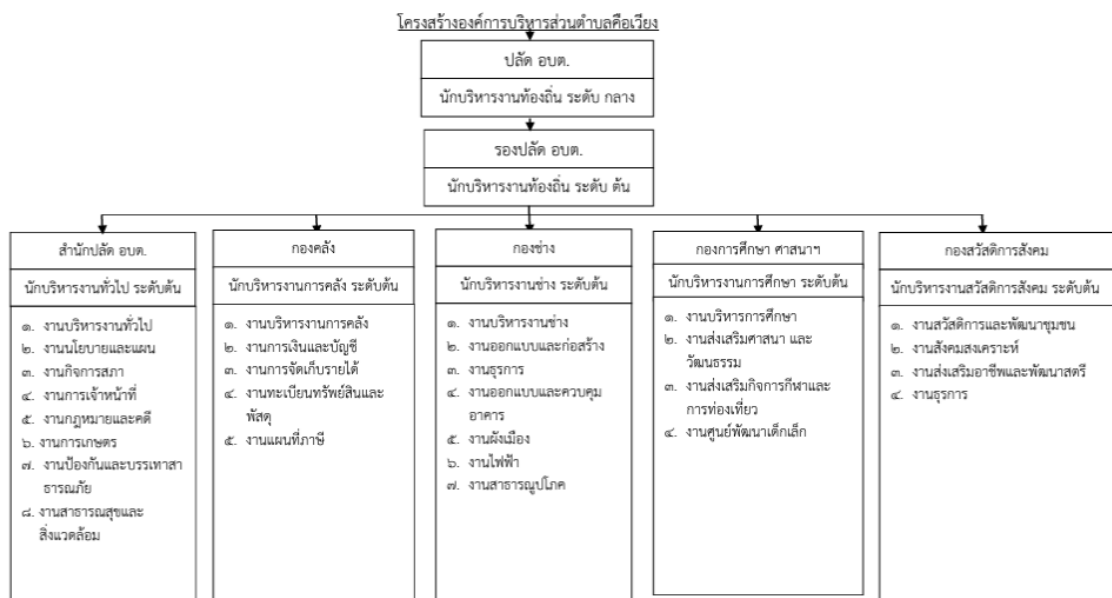 โครงสร้างองค์การบริหารส่วนตำบลคือเวียง
ปลัด อบต.
นักบริหารงานท้องถิ่น ระดับ กลาง
รองปลัด อบต.
นักบริหารงานท้องถิ่น ระดับ ต้น
สำนักปลัด อบต.
นักบริหารงานทั่วไป ระดับต้น
๑. งานบริหารงานทั่วไป
๒. งานนโยบายและแผน
๓. งานกิจการสภา
๔. งานการเจ้าหน้าที่
๕. งานกฎหมายและคดี
๖. งานการเกษตร
๗. งานป้องกันและบรรเทาสา
ธารณภัย
๘. งานสาธารณสุขและ
สิ่งแวดล้อม
กองคลัง
นักบริหารงานการคลัง ระดับต้น
๑. งานบริหารงานการคลัง
๒. งานการเงินและบัญชี
๓. งานการจัดเก็บรายได้
๔. งานทะเบียนทรัพย์สินและ
พัสดุ
๕. งานแผนที่ภาษี
กองช่าง
นักบริหารงานช่าง ระดับต้น
๑. งานบริหารงานช่าง
๒. งานออกแบบและก่อสร้าง
๓. งานธุรการ
๔. งานออกแบบและควบคุม
อาคาร
๕. งานผังเมือง
๖. งานไฟฟ้า
๗. งานสาธารณูปโภค
กองการศึกษา ศาสนาฯ
นักบริหารงานการศึกษา ระดับต้น
๑. งานบริหารการศึกษา
๒. งานส่งเสริมศาสนา และ
วัฒนธรรม
๓. งานส่งเสริมกิจการกีฬาและ
การท่องเที่ยว
๔. งานศูนย์พัฒนาเด็กเล็ก
กองสวัสดิการสังคม
นักบริหารงานสวัสดิการสังคม ระดับต้น
๑. งานสวัสดิการและพัฒนาชุมชน
๒. งานสังคมสงเคราะห์
๓. งานส่งเสริมอาชีพและพัฒนาสตรี
๔. งานธุรการ